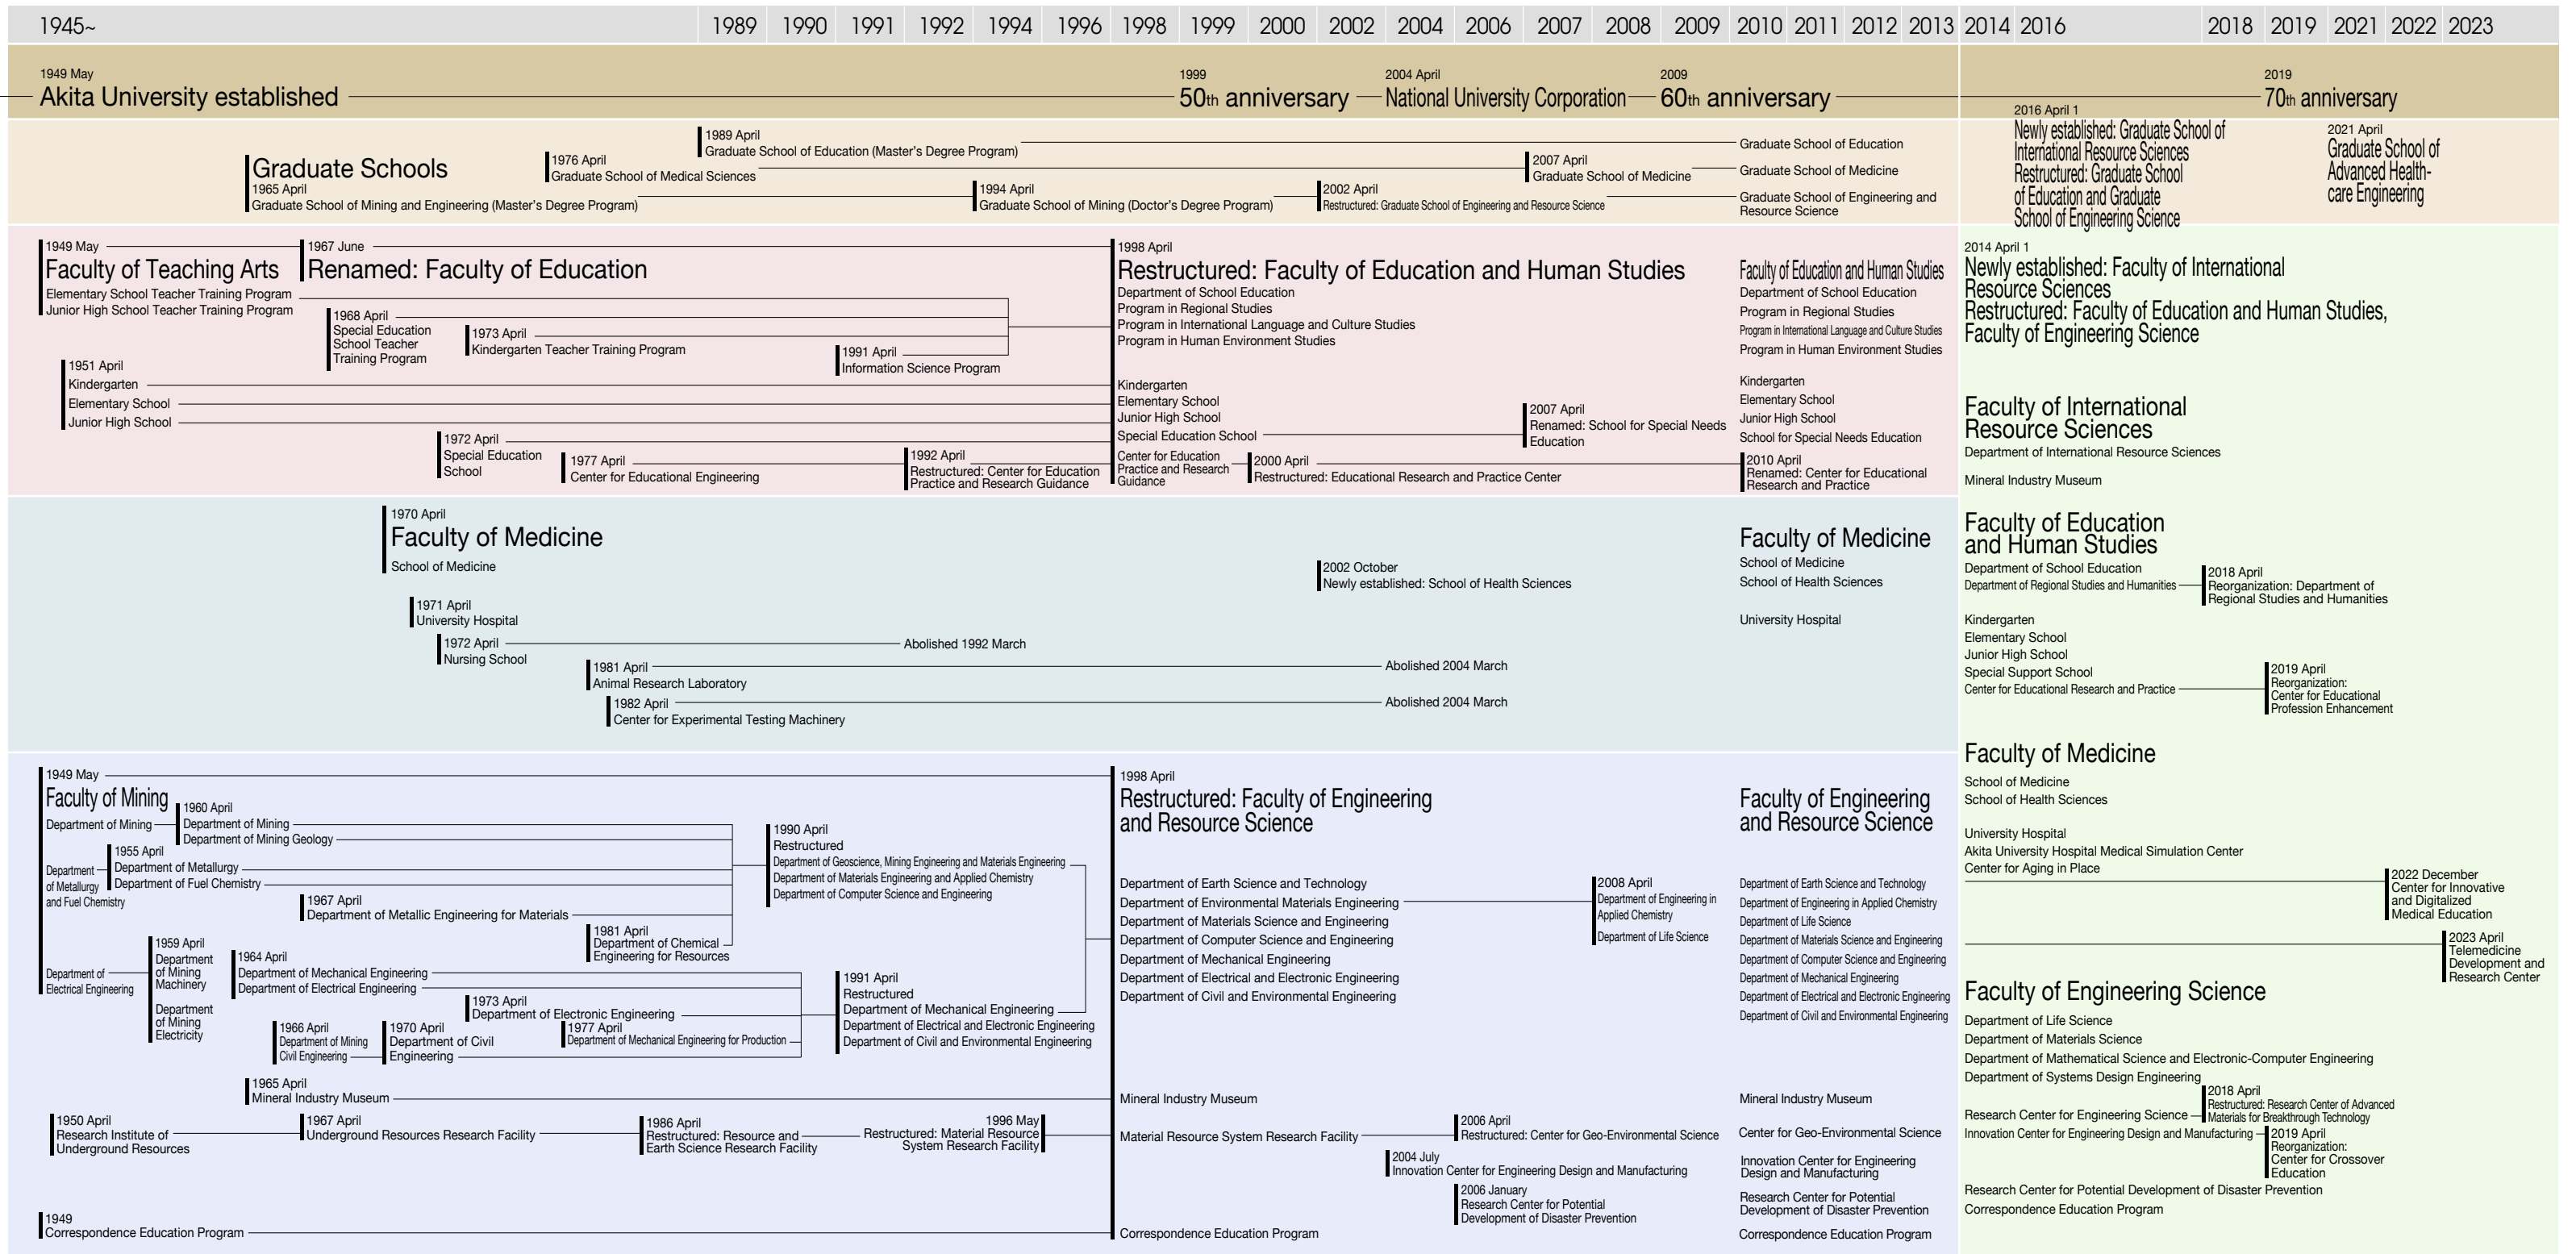 1945~ 1989 1990 1991 1992 1994 1996 1998 1999 2000 2002 2004 2006 2007 2008 2009 2010 2011 2012 2013 2014 2016 2018 2019 2021 2022 2023
1949 May
Akita University established
1999
50th anniversary
2004 April
National University Corporation
2009
60th anniversary
2019
70th anniversary
Graduate Schools
1965 April
Graduate School of Mining and Engineering (Master's Degree Program)
1976 April
Graduate School of Medical Sciences
1989 April
Graduate School of Education (Master's Degree Program)
1994 April
Graduate School of Mining (Doctor's Degree Program)
2002 April
Restructured: Graduate School of Engineering and Resource Science
2007 April
Graduate School of Medicine
Graduate School of Education
Graduate School of Medicine
Graduate School of Engineering and
Resource Science
2016 April 1
Newly established: Graduate School of
International Resource Sciences
Restructured: Graduate School
of Education and Graduate
School of Engineering Science
2021 April
Graduate School of
Advanced Health-
care Engineering
1949 May
Faculty of Teaching Arts
Elementary School Teacher Training Program
Junior High School Teacher Training Program
1967 June
Renamed: Faculty of Education
1968 April
Special Education
School Teacher
Training Program
1973 April
Kindergarten Teacher Training Program
1991 April
Information Science Program
1951 April
Kindergarten
Elementary School
Junior High School
1972 April
Special Education
School
1977 April
Center for Educational Engineering
1992 April
Restructured: Center for Education
Practice and Research Guidance
1998 April
Restructured: Faculty of Education and Human Studies
Department of School Education
Program in Regional Studies
Program in International Language and Culture Studies
Program in Human Environment Studies
Kindergarten
Elementary School
Junior High School
Special Education School
Center for Education
Practice and Research
Guidance
2000 April
Restructured: Educational Research and Practice Center
2007 April
Renamed: School for Special Needs
Education
Faculty of Education and Human Studies
Department of School Education
Program in Regional Studies
Program in International Language and Culture Studies
Program in Human Environment Studies
Kindergarten
Elementary School
Junior High School
School for Special Needs Education
2010 April
Renamed: Center for Educational
Research and Practice
1970 April
Faculty of Medicine
School of Medicine
1971 April
University Hospital
1972 April
Nursing School
Abolished 1992 March
1981 April
Animal Research Laboratory
Abolished 2004 March
1982 April
Center for Experimental Testing Machinery
Abolished 2004 March
2002 October
Newly established: School of Health Sciences
Faculty of Medicine
School of Medicine
School of Health Sciences
University Hospital
1949 May
Faculty of Mining
Department of Mining
1960 April
Department of Mining
Department of Mining Geology
Department
of Metallurgy
and Fuel Chemistry
1955 April
Department of Metallurgy
Department of Fuel Chemistry
1967 April
Department of Metallic Engineering for Materials
1981 April
Department of Chemical
Engineering for Resources
1990 April
Restructured
Department of Geoscience, Mining Engineering and Materials Engineering
Department of Materials Engineering and Applied Chemistry
Department of Computer Science and Engineering
Department of
Electrical Engineering
1959 April
Department
of Mining
Machinery
Department
of Mining
Electricity
1964 April
Department of Mechanical Engineering
Department of Electrical Engineering
1973 April
Department of Electronic Engineering
1966 April
Department of Mining
Civil Engineering
1970 April
Department of Civil
Engineering
1977 April
Department of Mechanical Engineering for Production
1991 April
Restructured
Department of Mechanical Engineering
Department of Electrical and Electronic Engineering
Department of Civil and Environmental Engineering
1965 April
Mineral Industry Museum
1950 April
Research Institute of
Underground Resources
1967 April
Underground Resources Research Facility
1986 April
Restructured: Resource and
Earth Science Research Facility
1996 May
Restructured: Material Resource
System Research Facility
1949
Correspondence Education Program
1998 April
Restructured: Faculty of Engineering
and Resource Science
Department of Earth Science and Technology
Department of Environmental Materials Engineering
Department of Materials Science and Engineering
Department of Computer Science and Engineering
Department of Mechanical Engineering
Department of Electrical and Electronic Engineering
Department of Civil and Environmental Engineering
2008 April
Department of Engineering in
Applied Chemistry
Department of Life Science
Mineral Industry Museum
Material Resource System Research Facility
2006 April
Restructured: Center for Geo-Environmental Science
2004 July
Innovation Center for Engineering Design and Manufacturing
2006 January
Research Center for Potential
Development of Disaster Prevention
Correspondence Education Program
Faculty of Engineering
and Resource Science
Department of Earth Science and Technology
Department of Engineering in Applied Chemistry
Department of Life Science
Department of Materials Science and Engineering
Department of Computer Science and Engineering
Department of Mechanical Engineering
Department of Electrical and Electronic Engineering
Department of Civil and Environmental Engineering
Mineral Industry Museum
Center for Geo-Environmental Science
Innovation Center for Engineering
Design and Manufacturing
Research Center for Potential
Development of Disaster Prevention
Correspondence Education Program
2014 April 1
Newly established: Faculty of International
Resource Sciences
Restructured: Faculty of Education and Human Studies,
Faculty of Engineering Science
Faculty of International
Resource Sciences
Department of International Resource Sciences
Mineral Industry Museum
Faculty of Education
and Human Studies
Department of School Education
Department of Regional Studies and Humanities
2018 April
Reorganization: Department of
Regional Studies and Humanities
Kindergarten
Elementary School
Junior High School
Special Support School
Center for Educational Research and Practice
2019 April
Reorganization:
Center for Educational
Profession Enhancement
Faculty of Medicine
School of Medicine
School of Health Sciences
University Hospital
Akita University Hospital Medical Simulation Center
Center for Aging in Place
2022 December
Center for Innovative
and Digitalized
Medical Education
2023 April
Telemedicine
Development and
Research Center
Faculty of Engineering Science
Department of Life Science
Department of Materials Science
Department of Mathematical Science and Electronic-Computer Engineering
Department of Systems Design Engineering
Research Center for Engineering Science
2018 April
Restructured: Research Center of Advanced
Materials for Breakthrough Technology
Innovation Center for Engineering Design and Manufacturing
2019 April
Reorganization:
Center for Crossover
Education
Research Center for Potential Development of Disaster Prevention
Correspondence Education Program